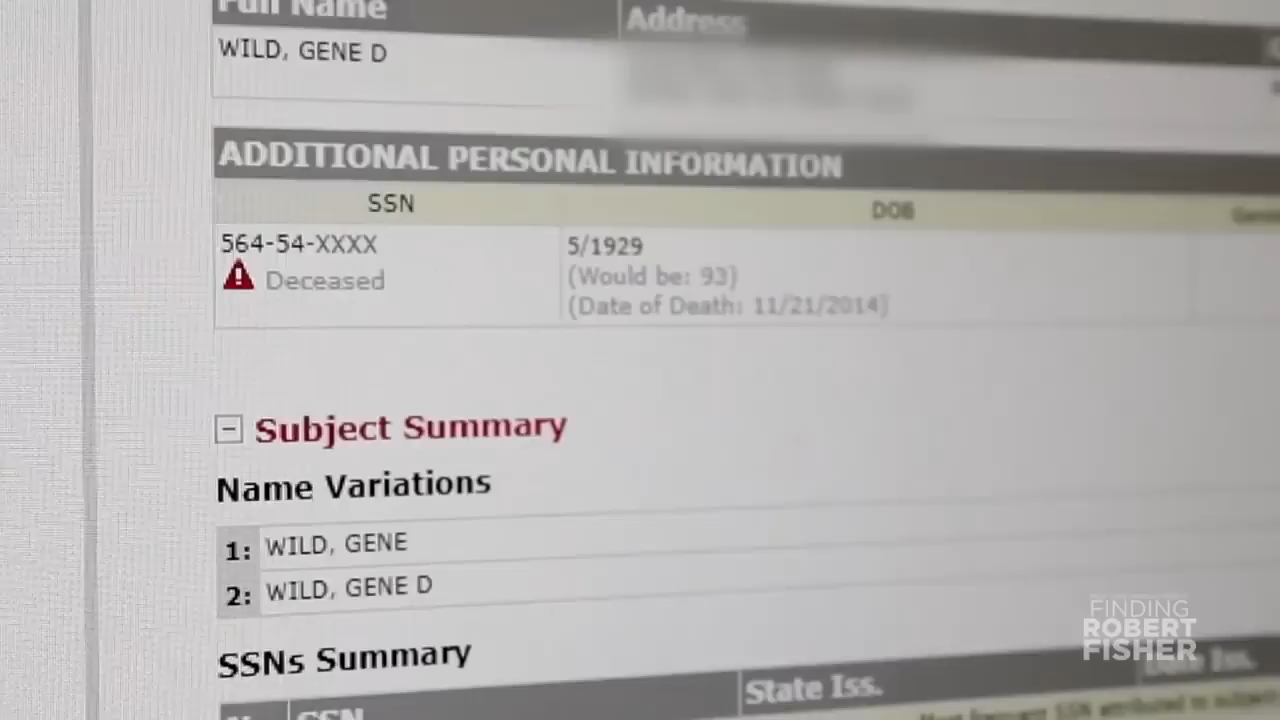 Full Name Address
WILD, GENE D
ADDITIONAL PERSONAL INFORMATION
SSN DOB
564-54-XXXX 5/1929
Deceased (Would be: 93)
(Date of Death: 11/21/2014)
Subject Summary
Name Variations
1: WILD, GENE
2: WILD, GENE D
SSNs Summary
State Iss.
SSN
FINDING
ROBERT
FISHER